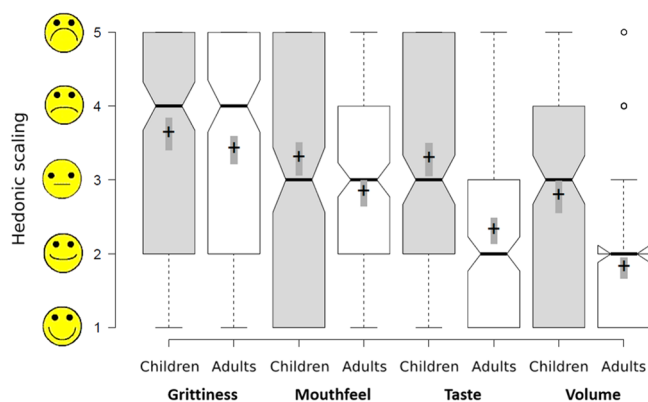 Hedonic scaling
5
4
3
2
1
Children Adults Children Adults Children Adults Children Adults
Grittiness Mouthfeel Taste Volume